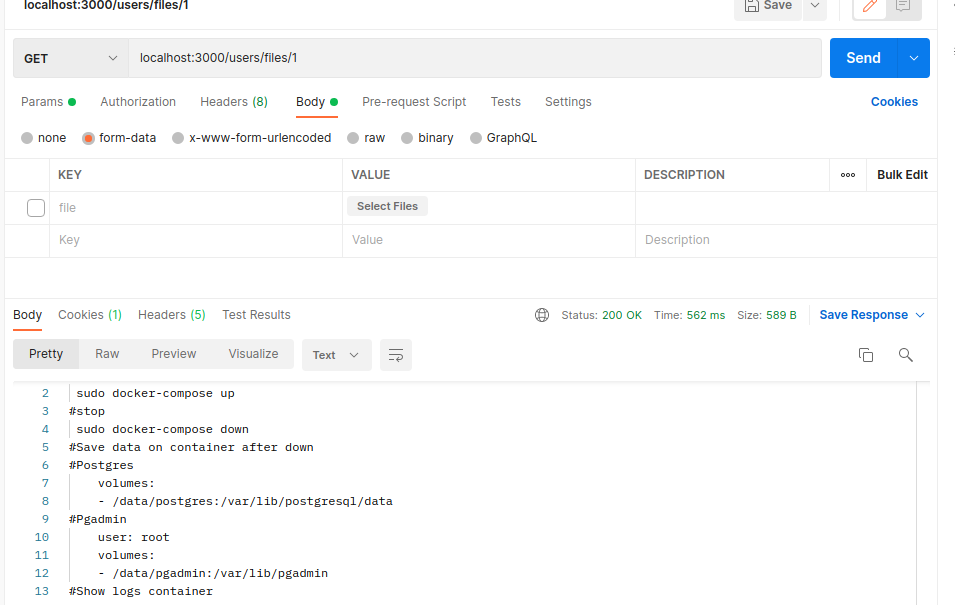 localhost:3000/users/files/1
Save
GET
localhost:3000/users/files/1
Send
Params
Authorization
Headers (8)
Body
Pre-request Script
Tests
Settings
Cookies
none
form-data
x-www-form-urlencoded
raw
binary
GraphQL
KEY
VALUE
DESCRIPTION
Bulk Edit
file
Select Files
Key
Value
Description
Body
Cookies (1)
Headers (5)
Test Results
Status: 200 OK
Time: 562 ms
Size: 589 B
Save Response
Pretty
Raw
Preview
Visualize
Text
2 sudo docker-compose up
3 #stop
4 sudo docker-compose down
5 #Save data on container after down
6 #Postgres
7 volumes:
8 - /data/postgres:/var/lib/postgresql/data
9 #Pgadmin
10 user: root
11 volumes:
12 - /data/pgadmin:/var/lib/pgadmin
13 #Show logs container